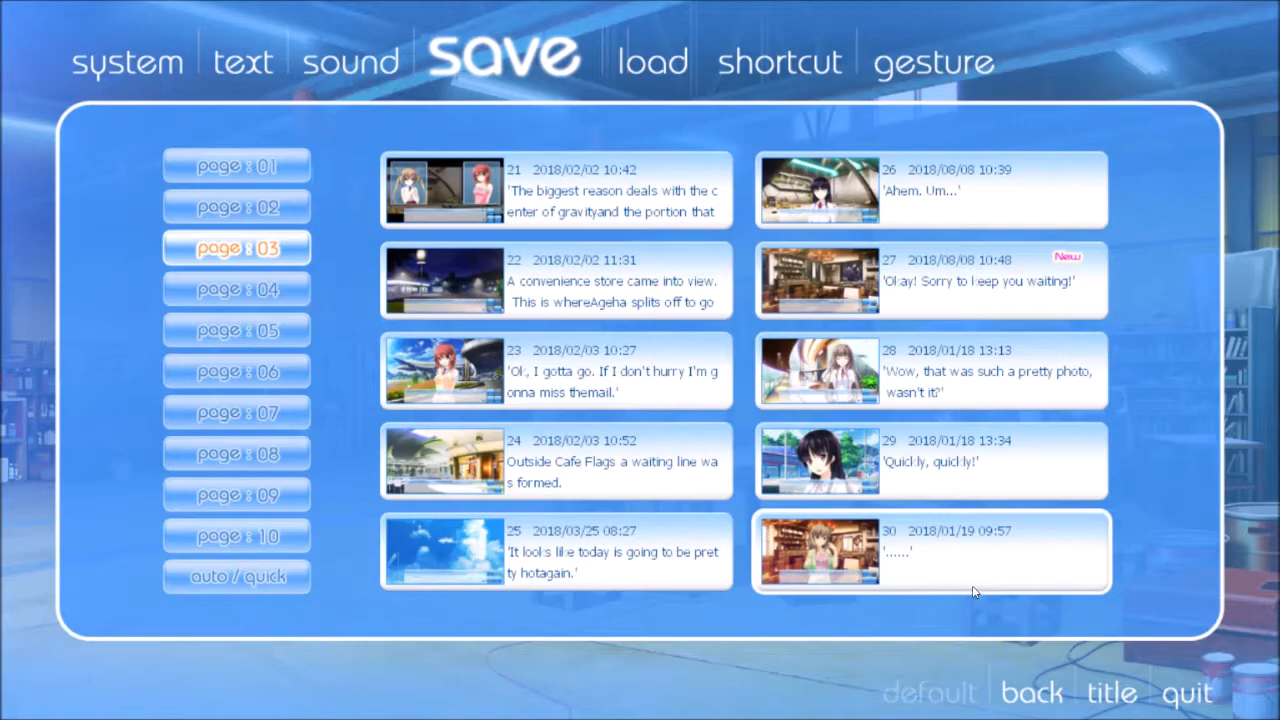 system text sound save load shortcut gesture
page : 01
page : 02
page : 03
page : 04
page : 05
page : 06
page : 07
page : 08
page : 09
page : 10
auto / quick
21 2018/02/02 10:42
'The biggest reason deals with the c
enter of gravityand the portion that
22 2018/02/02 11:31
A convenience store came into view.
This is whereAgeha splits off to go
23 2018/02/03 10:27
'Ok, I gotta go. If I don't hurry I'm g
onna miss themail.'
24 2018/02/03 10:52
Outside Cafe Flags a waiting line wa
s formed.
25 2018/03/25 08:27
'It looks like today is going to be pret
ty hotagain.'
26 2018/08/08 10:39
'Ahem. Um...'
27 2018/08/08 10:48 New
'Okay! Sorry to keep you waiting!'
28 2018/01/18 13:13
'Wow, that was such a pretty photo,
wasn't it?'
29 2018/01/18 13:34
'Quickly, quickly!'
30 2018/01/19 09:57
'......'
default back title quit